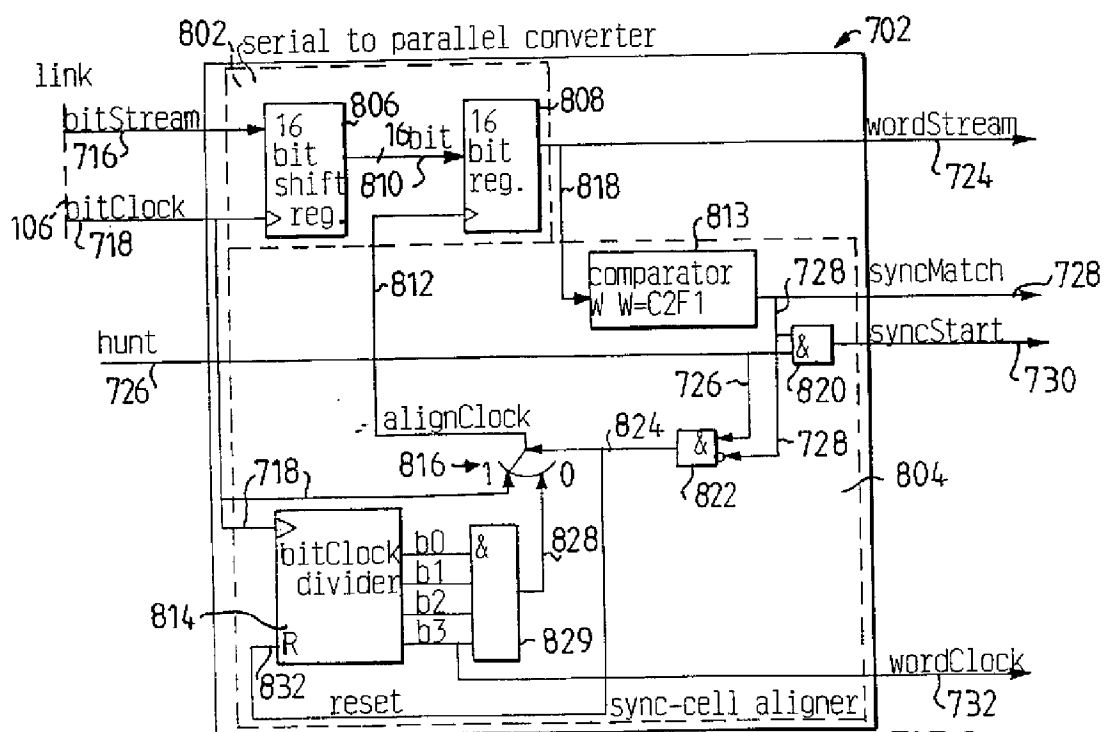 802 serial to parallel converter 702
link
806 808
bitStream 16 16 bit 16 wordStream
716 bit bit 724
shift 810 reg. 818
reg.
bitClock
106 718
813
812 comparator 728 syncMatch 728
W W=C2F1
hunt & syncStart
726 820 730
726
alignClock 824 & 728
816 1 0 822 804
718
bitClock b0 & 828
divider b1
b2
814 b3 829
R
832 wordClock
reset sync-cell aligner 732